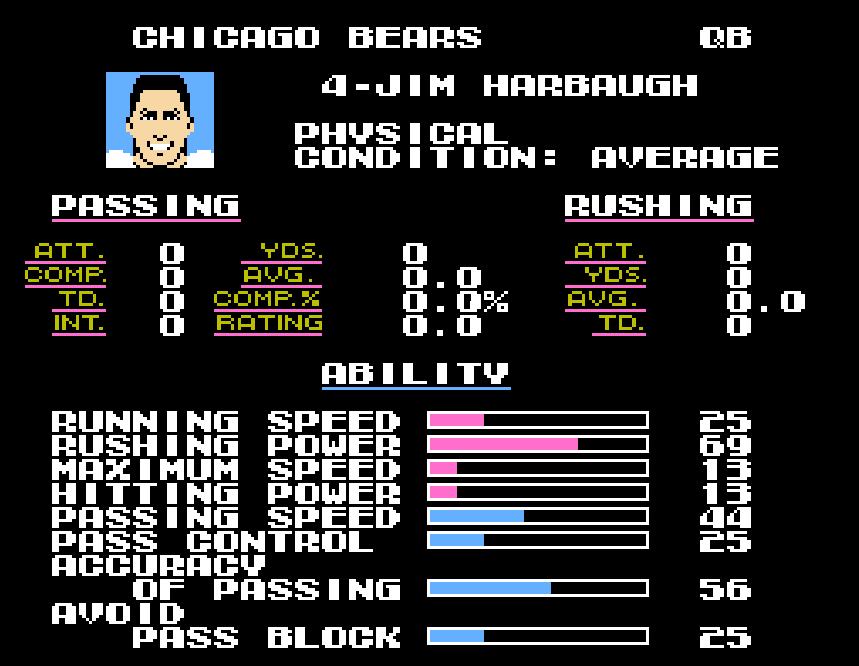 CHICAGO BEARS QB
4-JIM HARBAUGH
PHYSICAL
CONDITION: AVERAGE
PASSING RUSHING
ATT. 0 YDS. 0 ATT. 0
COMP. 0 AVG. 0.0 YDS. 0
TD. 0 COMP.% 0.0% AVG. 0.0
INT. 0 RATING 0.0 TD. 0
ABILITY
RUNNING SPEED 25
RUSHING POWER 69
MAXIMUM SPEED 13
HITTING POWER 13
PASSING SPEED 44
PASS CONTROL 25
ACCURACY
OF PASSING 56
AVOID
PASS BLOCK 25